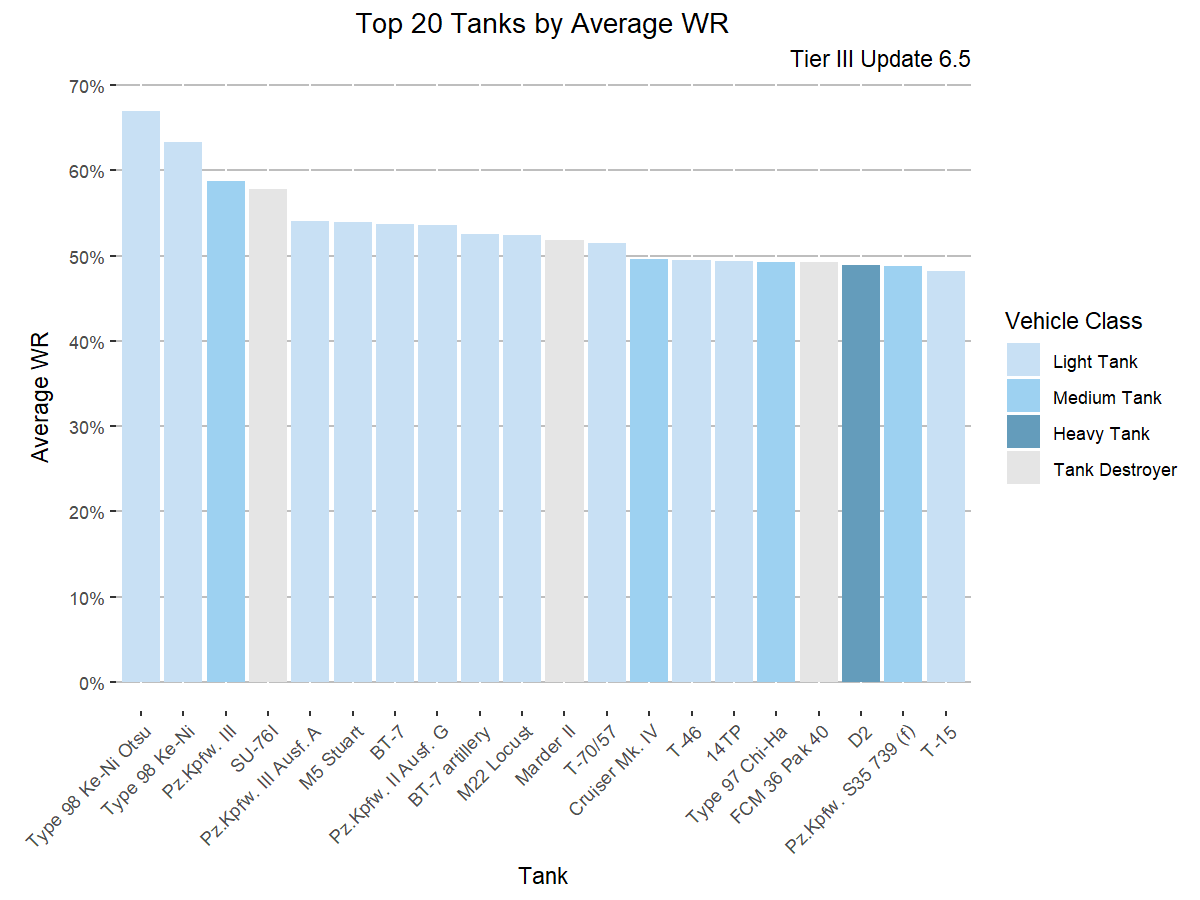 Top 20 Tanks by Average WR
Tier III Update 6.5
70%
60%
50%
40%
30%
20%
10%
0%
Average WR
Type 98 Ke-Ni Otsu
Type 98 Ke-Ni
Pz.Kpfw. III
SU-76I
Pz.Kpfw. III Ausf. A
M5 Stuart
BT-7
Pz.Kpfw. II Ausf. G
BT-7 artillery
M22 Locust
Marder II
T-70/57
Cruiser Mk. IV
T-46
14TP
Type 97 Chi-Ha
FCM 36 Pak 40
D2
Pz.Kpfw. S35 739 (f)
T-15
Tank
Vehicle Class
Light Tank
Medium Tank
Heavy Tank
Tank Destroyer